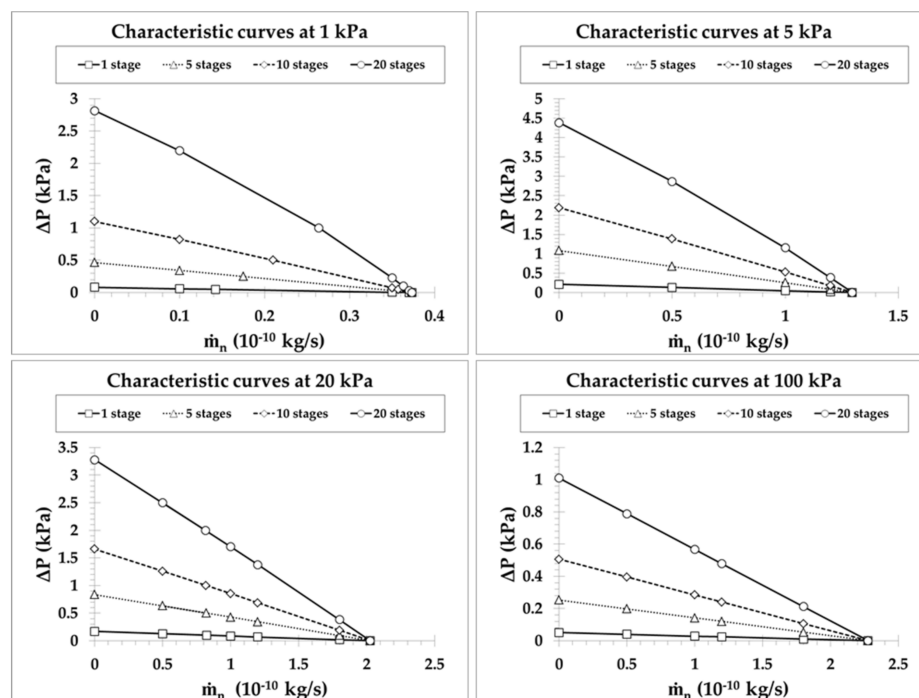 Characteristic curves at 1 kPa
1 stage 5 stages 10 stages 20 stages
3
2.5
2
1.5
1
0.5
0
ΔP (kPa)
0 0.1 0.2 0.3 0.4
ṁn (10-10 kg/s)
Characteristic curves at 5 kPa
1 stage 5 stages 10 stages 20 stages
5
4.5
4
3.5
3
2.5
2
1.5
1
0.5
0
ΔP (kPa)
0 0.5 1 1.5
ṁn (10-10 kg/s)
Characteristic curves at 20 kPa
1 stage 5 stages 10 stages 20 stages
3.5
3
2.5
2
1.5
1
0.5
0
ΔP (kPa)
0 0.5 1 1.5 2 2.5
ṁn (10-10 kg/s)
Characteristic curves at 100 kPa
1 stage 5 stages 10 stages 20 stages
1.2
1
0.8
0.6
0.4
0.2
0
ΔP (kPa)
0 0.5 1 1.5 2 2.5
ṁn (10-10 kg/s)